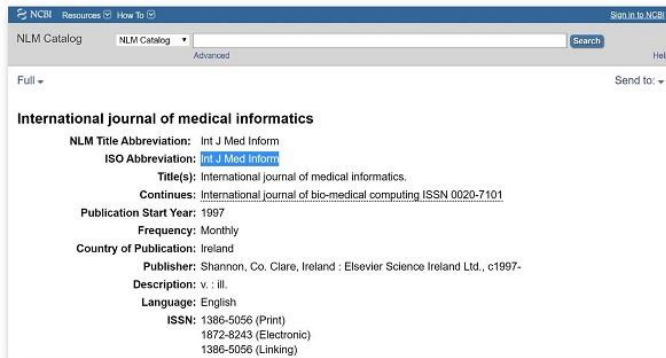 NCBI Resources How To Sign in to NCBI
NLM Catalog NLM Catalog Search
Advanced Hel
Full Send to:
International journal of medical informatics
NLM Title Abbreviation: Int J Med Inform
ISO Abbreviation: Int J Med Inform
Title(s): International journal of medical informatics.
Continues: International journal of bio-medical computing ISSN 0020-7101
Publication Start Year: 1997
Frequency: Monthly
Country of Publication: Ireland
Publisher: Shannon, Co. Clare, Ireland : Elsevier Science Ireland Ltd., c1997-
Description: v. : ill.
Language: English
ISSN: 1386-5056 (Print)
1872-8243 (Electronic)
1386-5056 (Linking)